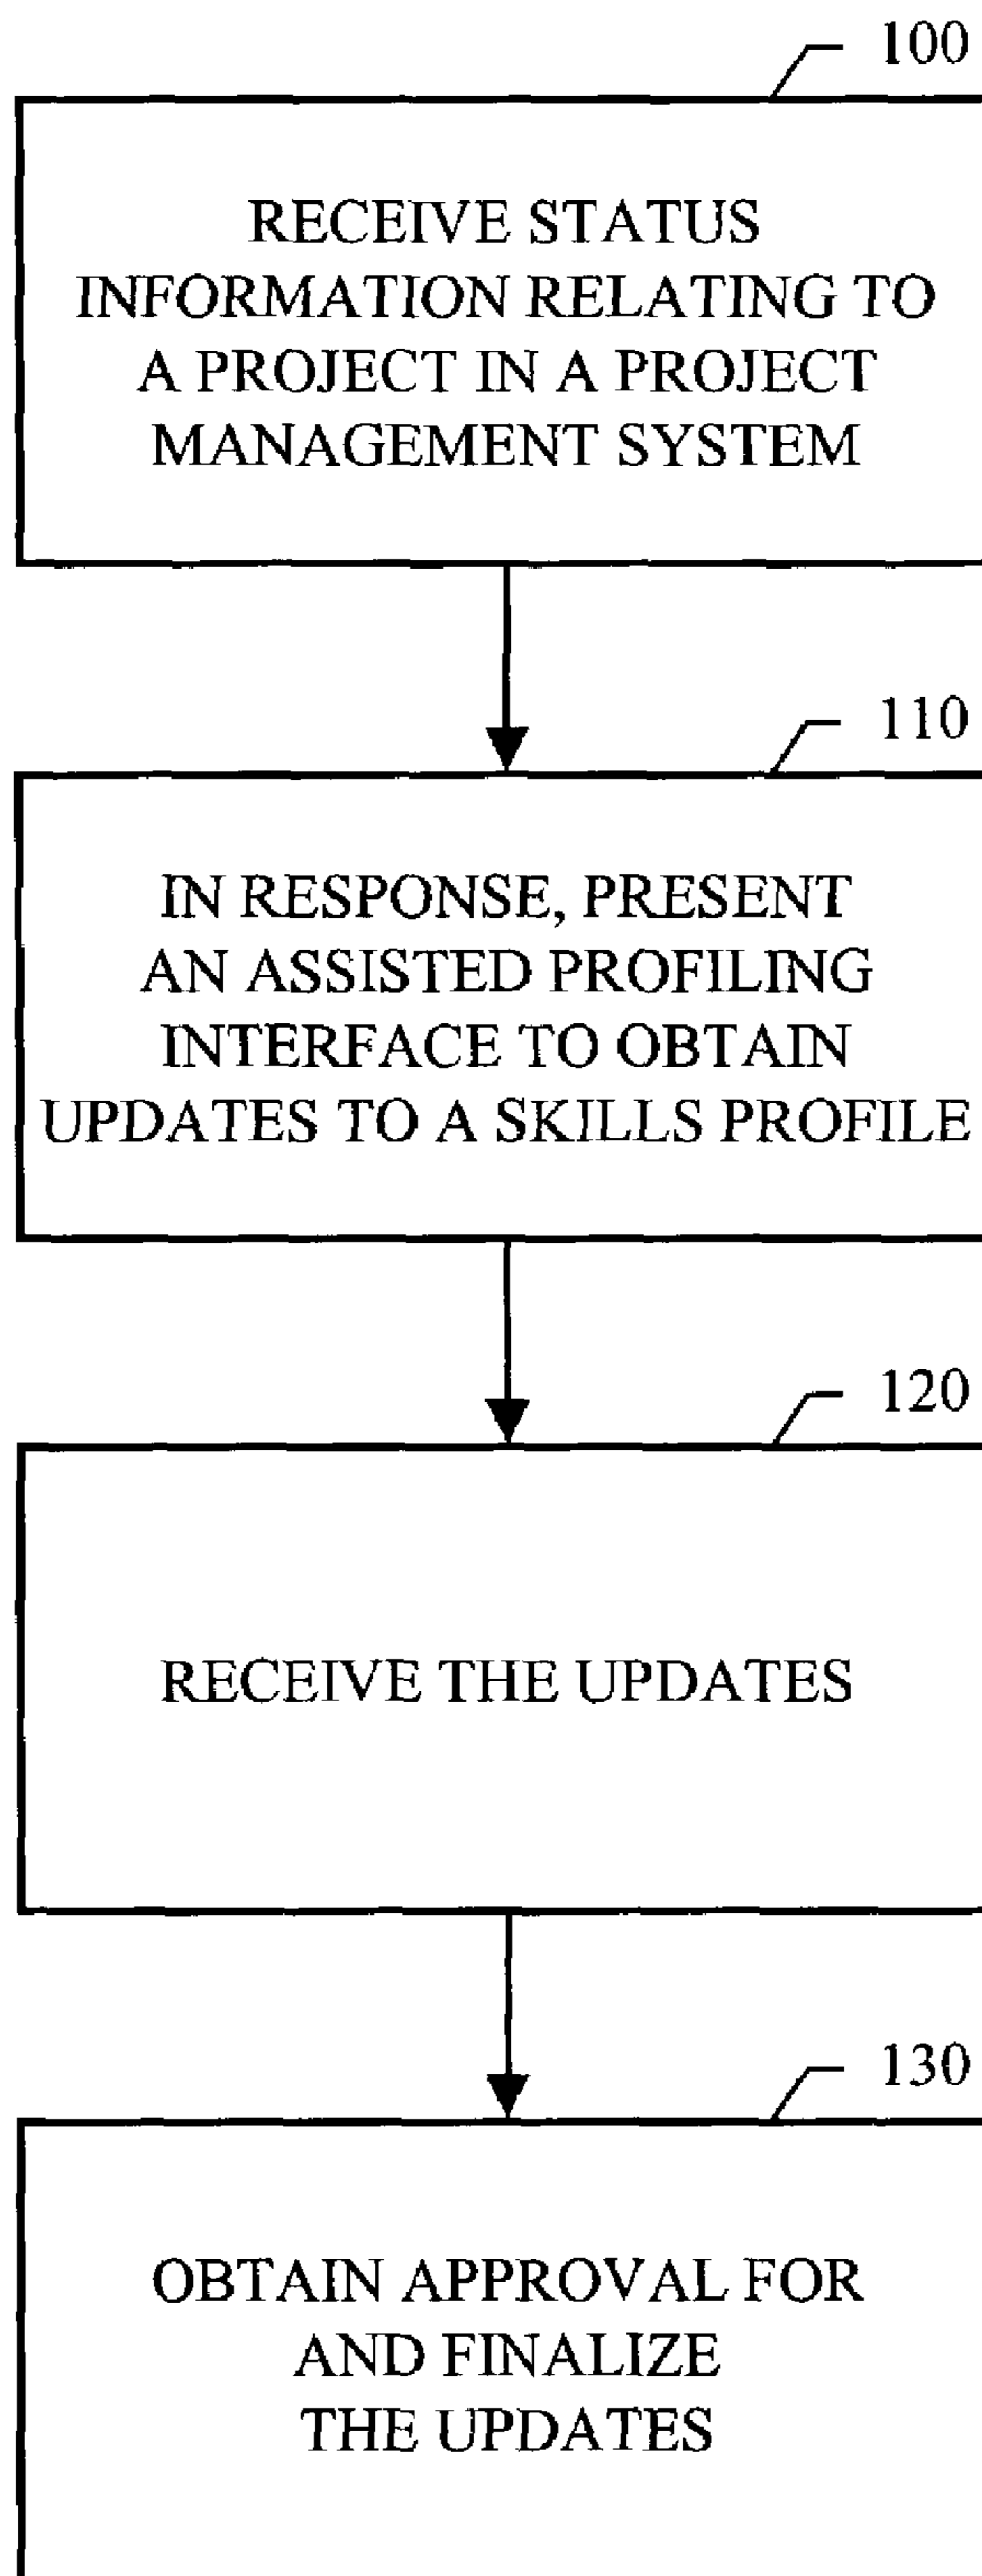 100
RECEIVE STATUS
INFORMATION RELATING TO
A PROJECT IN A PROJECT
MANAGEMENT SYSTEM
110
IN RESPONSE, PRESENT
AN ASSISTED PROFILING
INTERFACE TO OBTAIN
UPDATES TO A SKILLS PROFILE
120
RECEIVE THE UPDATES
130
OBTAIN APPROVAL FOR
AND FINALIZE
THE UPDATES